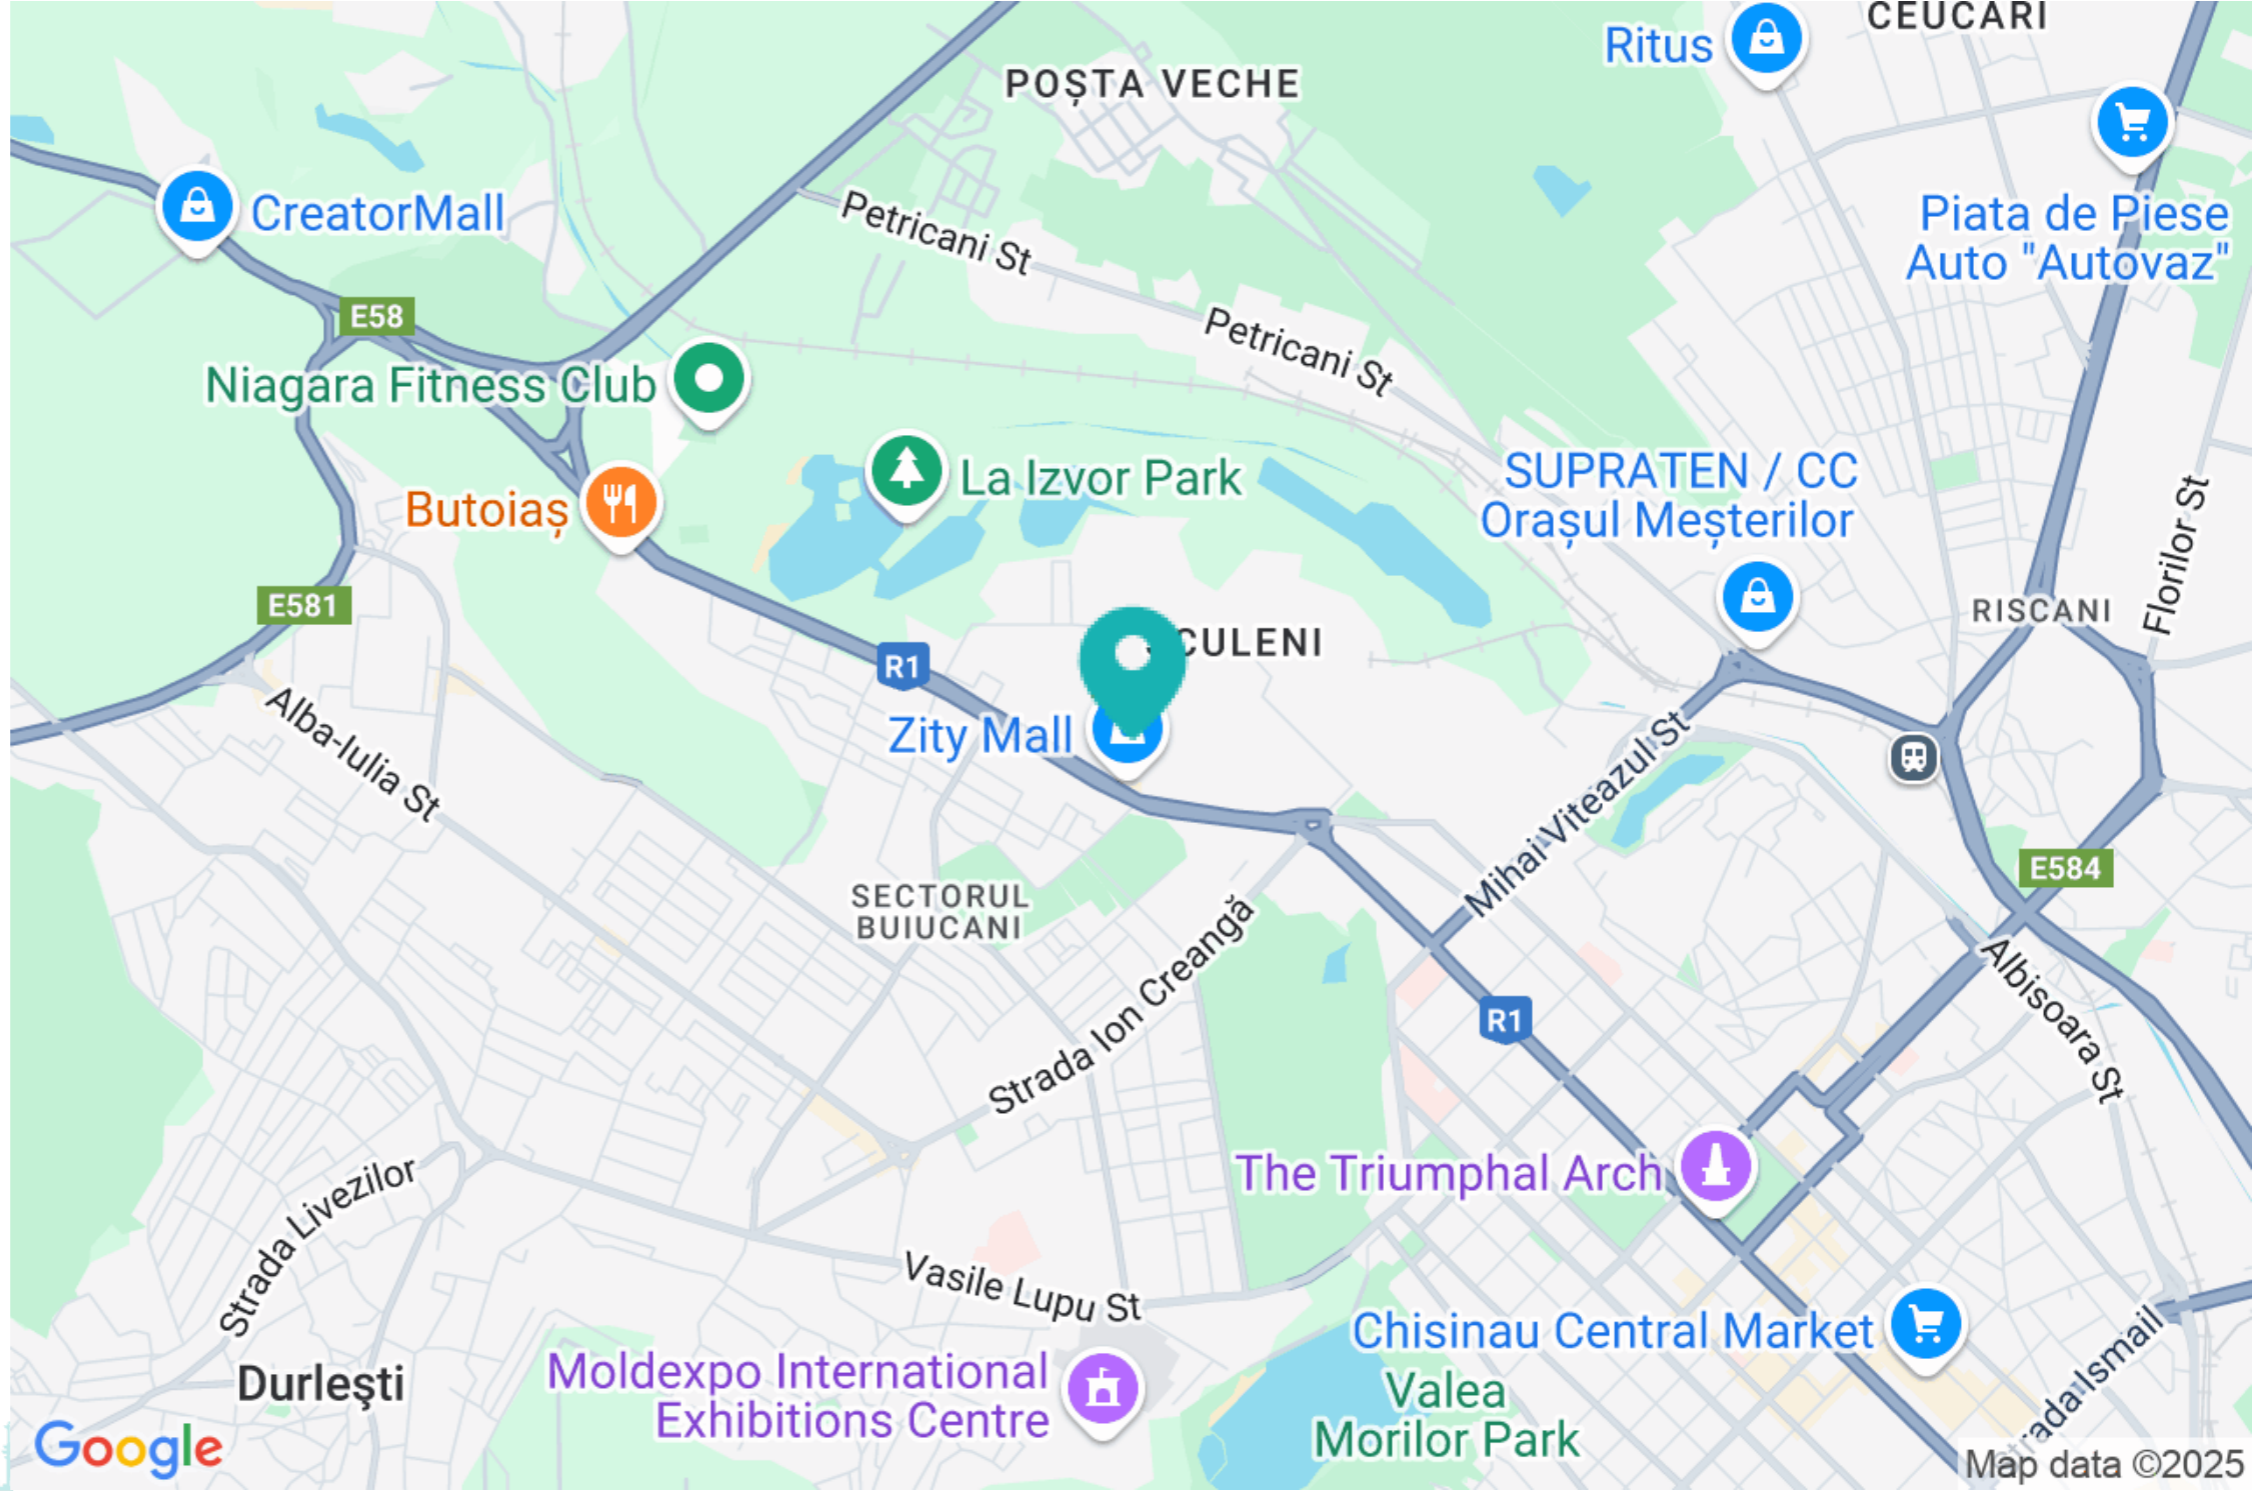 CEUCARI
Ritus
POȘTA VECHE
Piata de Piese
Auto "Autovaz"
CreatorMall
Petricani St
E58
Petricani St
Niagara Fitness Club
La Izvor Park
SUPRATEN / CC
Orașul Meșterilor
Butoiaș
Florilor St
E581
RISCANI
CULENI
R1
Alba-Iulia St
Zity Mall
Mihai Viteazul St
E584
SECTORUL
BUIUCANI
Strada Ion Creangă
Albisoara St
R1
The Triumphal Arch
Strada Livezilor
Vasile Lupu St
Chisinau Central Market
Durleşti
Moldexpo International
Exhibitions Centre
Valea
Morilor Park
Strada Ismail
Google
Map data ©2025